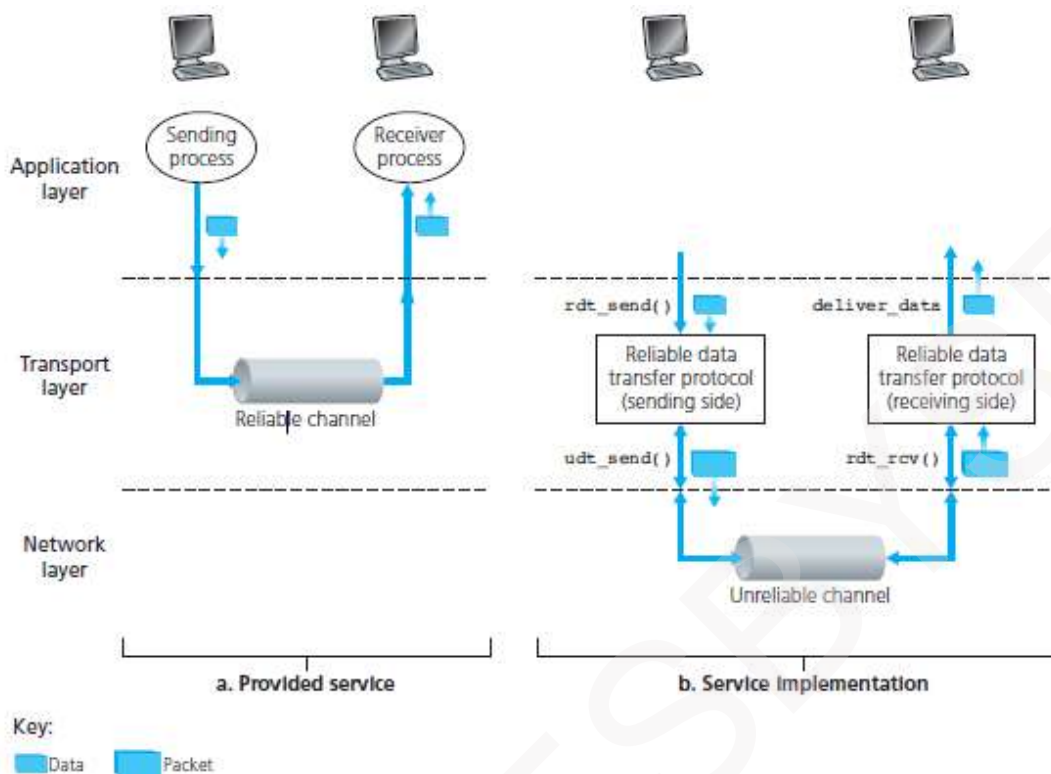 Sending
process
Receiver
process
Application
layer
rdt_send()
deliver_data
Transport
layer
Reliable channel
Reliable data
transfer protocol
(sending side)
Reliable data
transfer protocol
(receiving side)
udt_send()
rdt_rcv()
Network
layer
Unreliable channel
a. Provided service
b. Service implementation
Key:
Data
Packet